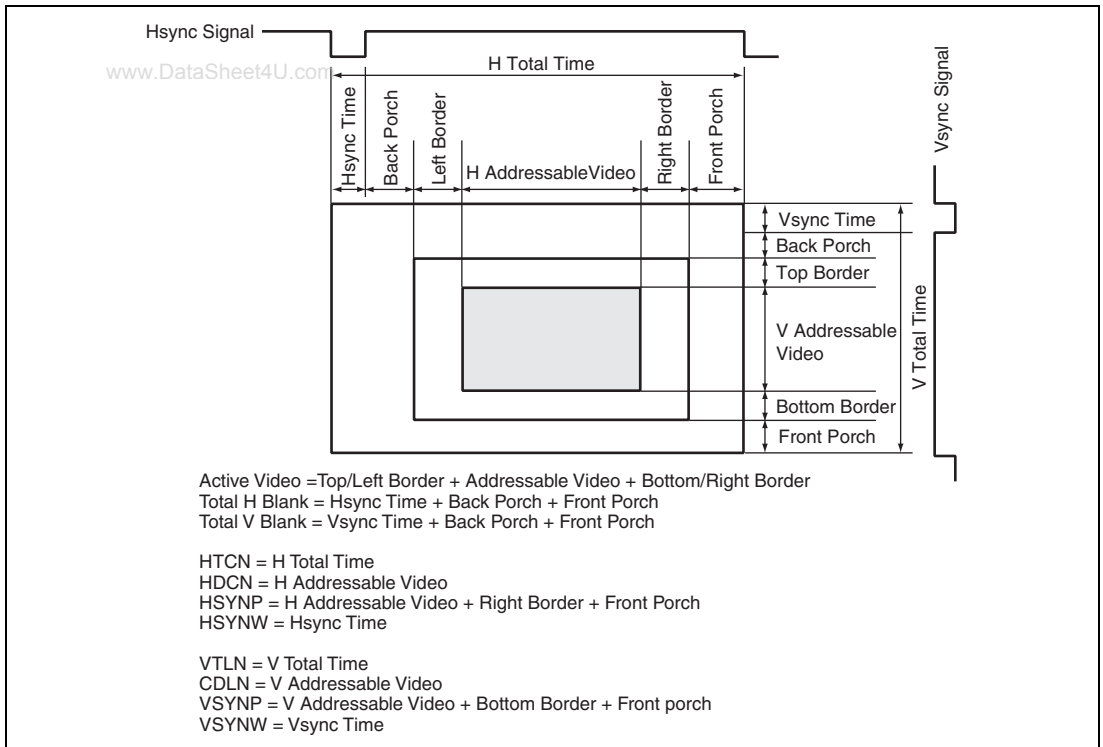 Hsync Signal
www.DataSheet4U.com
H Total Time
Hsync Time
Back Porch
Left Border
H AddressableVideo
Right Border
Front Porch
Vsync Signal
Vsync Time
Back Porch
Top Border
V Addressable
Video
Bottom Border
Front Porch
V Total Time
Active Video =Top/Left Border + Addressable Video + Bottom/Right Border
Total H Blank = Hsync Time + Back Porch + Front Porch
Total V Blank = Vsync Time + Back Porch + Front Porch
HTCN = H Total Time
HDCN = H Addressable Video
HSYNP = H Addressable Video + Right Border + Front Porch
HSYNW = Hsync Time
VTLN = V Total Time
CDLN = V Addressable Video
VSYNP = V Addressable Video + Bottom Border + Front porch
VSYNW = Vsync Time